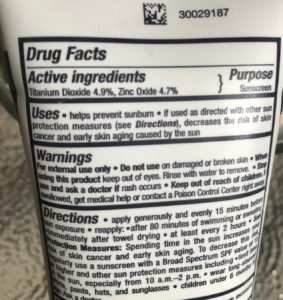 30029187
Drug Facts
Active ingredients
Purpose
Titanium Dioxide 4.9%, Zinc Oxide 4.7% } Sunscreen
Uses • helps prevent sunburn • if used as directed with other sun
protection measures (see Directions), decreases the risk of skin
cancer and early skin aging caused by the sun
Warnings
For external use only • Do not use on damaged or broken skin • When
using this product keep out of eyes. Rinse with water to remove. • Stop
use and ask a doctor if rash occurs • Keep out of reach of children. If
swallowed, get medical help or contact a Poison Control Center right away.
Directions • apply generously and evenly 15 minutes before
sun exposure • reapply: • after 80 minutes of swimming or sweating
immediately after towel drying • at least every 2 hours • Sun
Protection Measures: Spending time in the sun increases your
risk of skin cancer and early skin aging. To decrease this
regularly use a sunscreen with a Broad Spectrum SPF value of
higher and other sun protection measures including • limit
sun, especially from 10 a.m.–2 p.m. • wear long
pants, hats, and sunglasses • children under 6